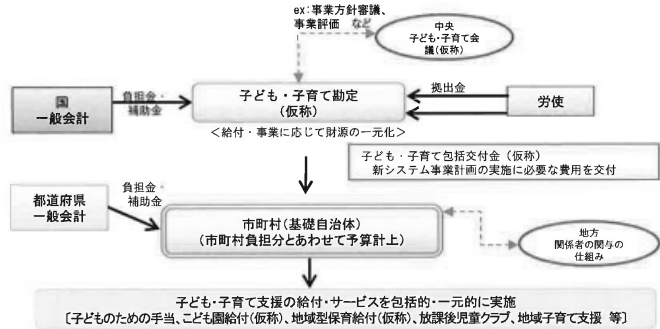 ex:事業方針審議、
事業評価 など
中央
子ども・子育て会
議(仮称)
国
一般会計
負担金・
補助金
子ども・子育て勘定
(仮称)
拠出金
労使
<給付・事業に応じて財源の一元化>
子ども・子育て包括交付金(仮称)
新システム事業計画の実施に必要な費用を交付
都道府県
一般会計
負担金・
補助金
市町村(基礎自治体)
(市町村負担分とあわせて予算計上)
地方
関係者の関与の
仕組み
子ども・子育て支援の給付・サービスを包括的・一元的に実施
〔子どものための手当、こども園給付(仮称)、地域型保育給付(仮称)、放課後児童クラブ、地域子育て支援 等〕